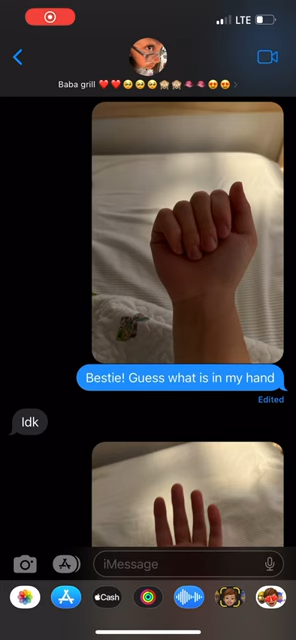 LTE
Baba grill ❤️❤️🥺🥺🥺🙈🙈👅👅😍😍
Bestie! Guess what is in my hand
Edited
Idk
iMessage
Cash